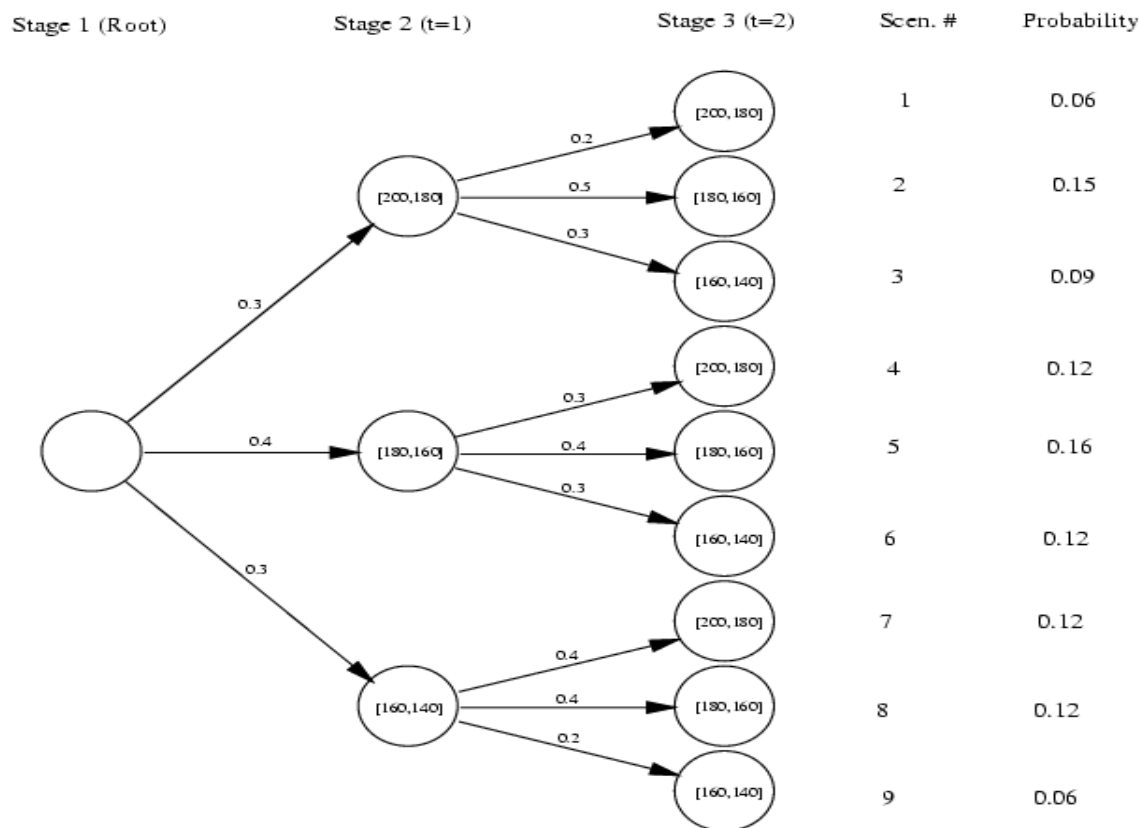 Stage 1 (Root) Stage 2 (t=1) Stage 3 (t=2) Scen. # Probability
[200,180] 1 0.06
0.2
[200,180] 0.5 [180,160] 2 0.15
0.3
[160,140] 3 0.09
0.3
[200,180] 4 0.12
0.3
0.4 [180,160] 0.4 [180,160] 5 0.16
0.3
[160,140] 6 0.12
0.3
[200,180] 7 0.12
0.4
[160,140] 0.4 [180,160] 8 0.12
0.2
[160,140] 9 0.06